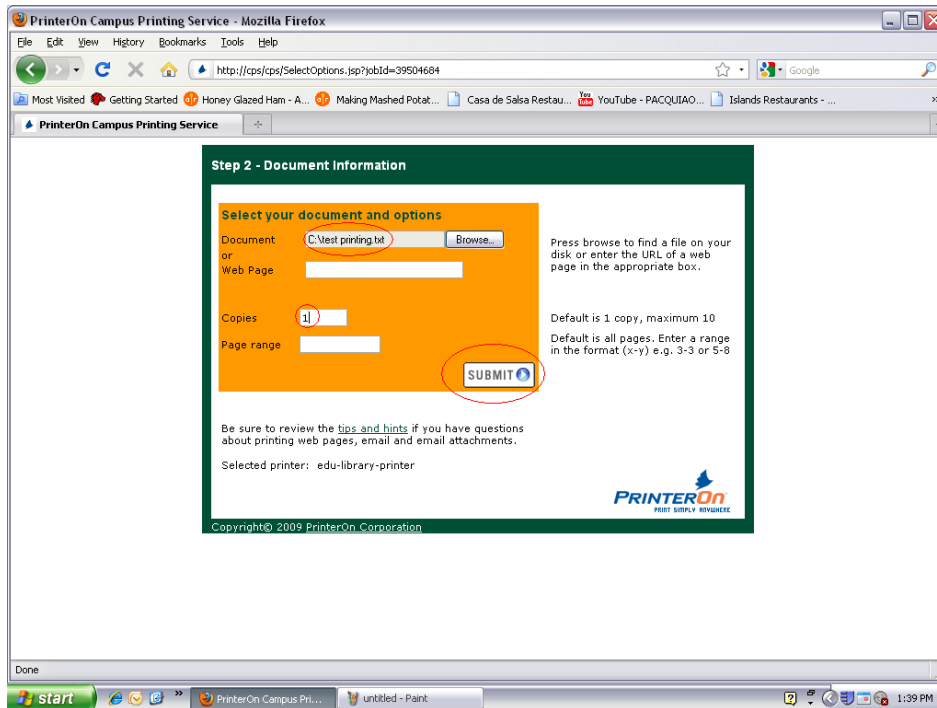 PrinterOn Campus Printing Service - Mozilla Firefox
File Edit View History Bookmarks Tools Help
http://cps/cps/SelectOptions.jsp?jobId=39504684
Google
Most Visited Getting Started Honey Glazed Ham - A... Making Mashed Potat... Casa de Salsa Restau... YouTube - PACQUIAO... Islands Restaurants - ... »
PrinterOn Campus Printing Service
Step 2 - Document Information
Select your document and options
Document C:\test printing.txt Browse...
or
Web Page
Press browse to find a file on your
disk or enter the URL of a web
page in the appropriate box.
Copies 1 Default is 1 copy, maximum 10
Page range
Default is all pages. Enter a range
in the format (x-y) e.g. 3-3 or 5-8
SUBMIT
Be sure to review the tips and hints if you have questions
about printing web pages, email and email attachments.
Selected printer: edu-library-printer
PRINTERON
PRINT SIMPLY ANYWHERE
Copyright© 2009 PrinterOn Corporation
Done
start » PrinterOn Campus Pri... untitled - Paint 1:39 PM